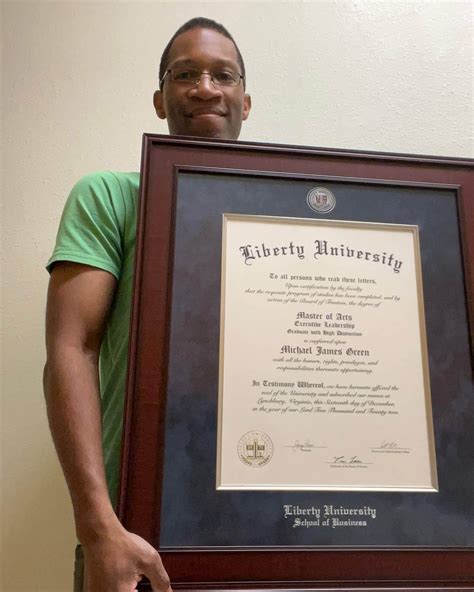 Liberty University
To all persons who read these letters,
Upon certification by the faculty
that the requisite program of studies has been completed, and by
action of the Board of Trustees, the degree of
Master of Arts
Executive Leadership
Graduate with High Distinction
is conferred upon
Michael James Green
with all the honors, rights, privileges, and
responsibilities thereunto appertaining.
In Testimony Whereof, we have hereunto affixed the
seal of the University and subscribed our names at
Lynchburg, Virginia, this Sixteenth day of December,
in the year of our Lord Two Thousand and Twenty-two.
Liberty University
School of Business